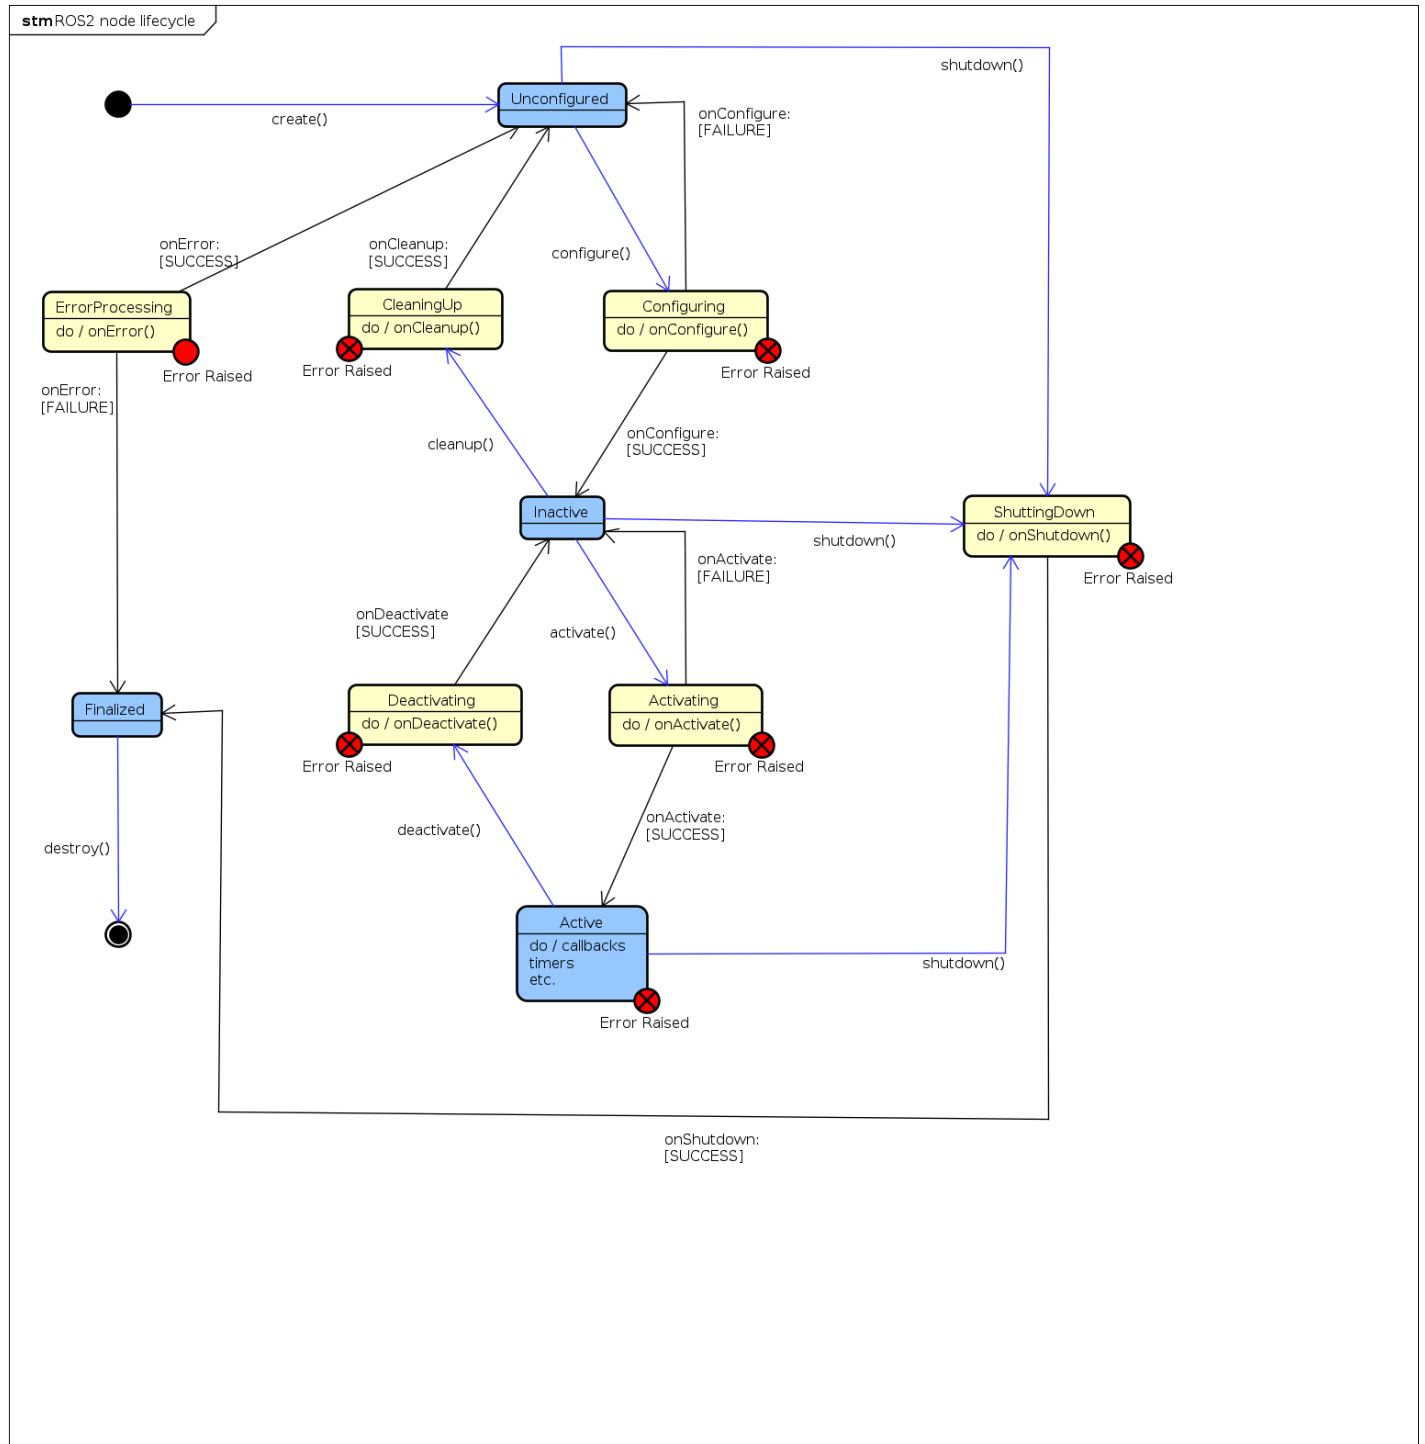 stm ROS2 node lifecycle
shutdown()
Unconfigured
create()
onConfigure:
[FAILURE]
onError:
[SUCCESS]
onCleanup:
[SUCCESS]
configure()
ErrorProcessing
do / onError()
Error Raised
CleaningUp
do / onCleanup()
Error Raised
Configuring
do / onConfigure()
Error Raised
onError:
[FAILURE]
cleanup()
onConfigure:
[SUCCESS]
Inactive
shutdown()
ShuttingDown
do / onShutdown()
Error Raised
onActivate:
[FAILURE]
onDeactivate
[SUCCESS]
activate()
Finalized
Deactivating
do / onDeactivate()
Error Raised
Activating
do / onActivate()
Error Raised
onActivate:
[SUCCESS]
deactivate()
destroy()
Active
do / callbacks
timers
etc.
Error Raised
shutdown()
onShutdown:
[SUCCESS]